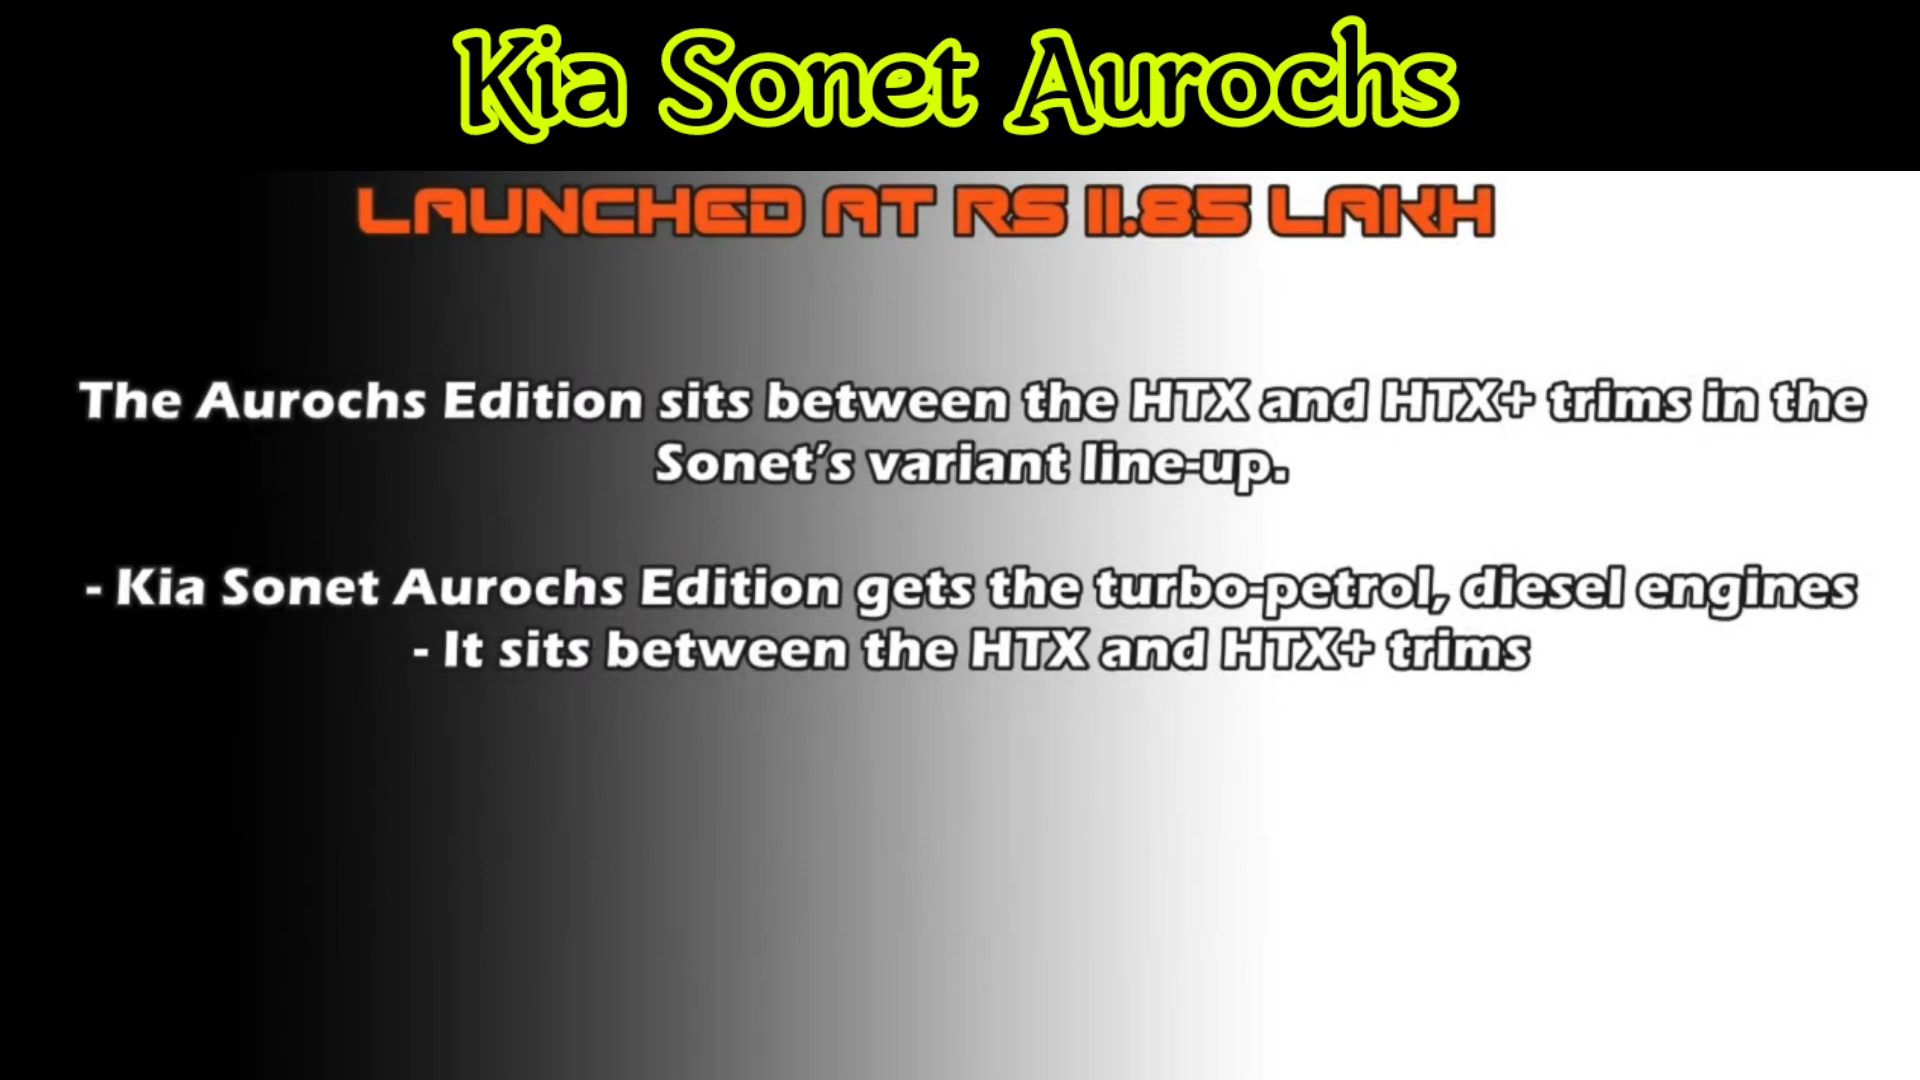 Kia Sonet Aurochs
LAUNCHED AT RS 11.85 LAKH
The Aurochs Edition sits between the HTX and HTX+ trims in the
Sonet's variant line-up.
- Kia Sonet Aurochs Edition gets the turbo-petrol, diesel engines
- It sits between the HTX and HTX+ trims